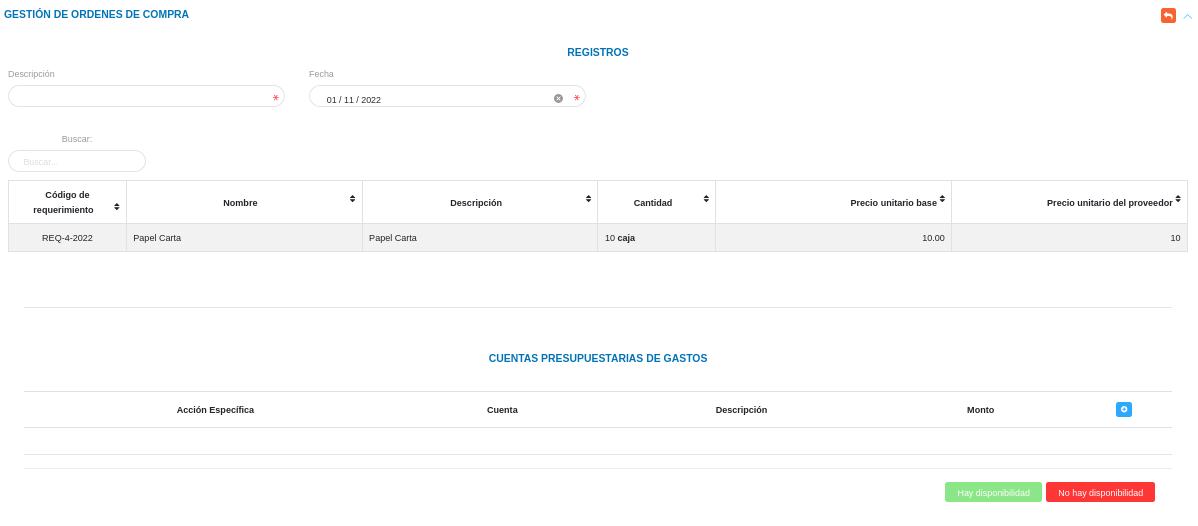 GESTIÓN DE ORDENES DE COMPRA
REGISTROS
Descripción Fecha
* 01 / 11 / 2022 *
Buscar:
Buscar...
Código de requerimiento Nombre Descripción Cantidad Precio unitario base Precio unitario del proveedor
REQ-4-2022 Papel Carta Papel Carta 10 caja 10.00 10
CUENTAS PRESUPUESTARIAS DE GASTOS
Acción Específica Cuenta Descripción Monto
Hay disponibilidad No hay disponibilidad